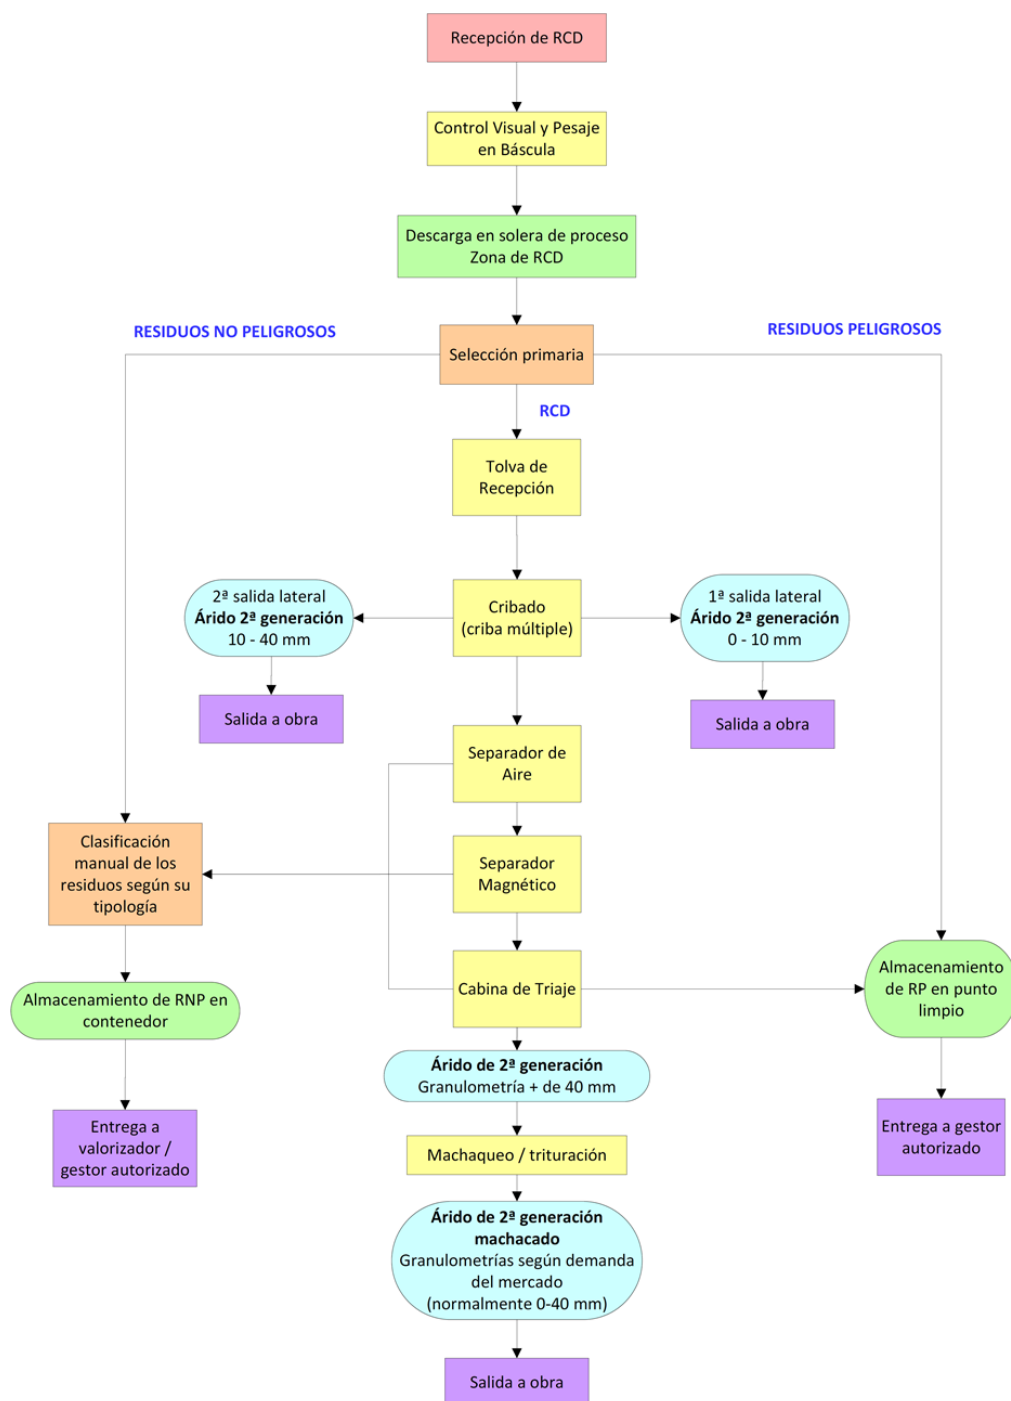 Recepción de RCD
Control Visual y Pesaje
en Báscula
Descarga en solera de proceso
Zona de RCD
RESIDUOS NO PELIGROSOS
RESIDUOS PELIGROSOS
Selección primaria
RCD
Tolva de
Recepción
2ª salida lateral
Árido 2ª generación
10 - 40 mm
Cribado
(criba múltiple)
1ª salida lateral
Árido 2ª generación
0 - 10 mm
Salida a obra
Salida a obra
Separador de
Aire
Clasificación
manual de los
residuos según su
tipología
Separador
Magnético
Almacenamiento de RNP en
contenedor
Cabina de Triaje
Almacenamiento
de RP en punto
limpio
Árido de 2ª generación
Granulometría + de 40 mm
Entrega a
valorizador /
gestor autorizado
Machaqueo / trituración
Entrega a gestor
autorizado
Árido de 2ª generación
machacado
Granulometrías según demanda
del mercado
(normalmente 0-40 mm)
Salida a obra